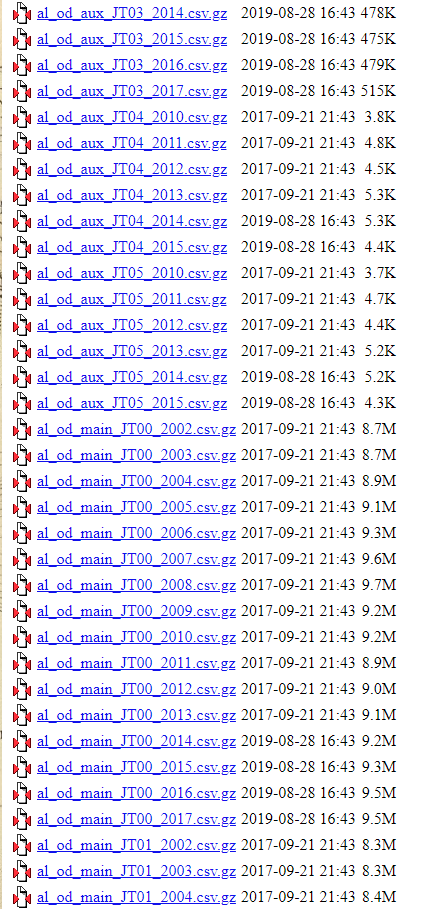 al_od_aux_JT03_2014.csv.gz 2019-08-28 16:43 478K
al_od_aux_JT03_2015.csv.gz 2019-08-28 16:43 475K
al_od_aux_JT03_2016.csv.gz 2019-08-28 16:43 479K
al_od_aux_JT03_2017.csv.gz 2019-08-28 16:43 515K
al_od_aux_JT04_2010.csv.gz 2017-09-21 21:43 3.8K
al_od_aux_JT04_2011.csv.gz 2017-09-21 21:43 4.8K
al_od_aux_JT04_2012.csv.gz 2017-09-21 21:43 4.5K
al_od_aux_JT04_2013.csv.gz 2017-09-21 21:43 5.3K
al_od_aux_JT04_2014.csv.gz 2019-08-28 16:43 5.3K
al_od_aux_JT04_2015.csv.gz 2019-08-28 16:43 4.4K
al_od_aux_JT05_2010.csv.gz 2017-09-21 21:43 3.7K
al_od_aux_JT05_2011.csv.gz 2017-09-21 21:43 4.7K
al_od_aux_JT05_2012.csv.gz 2017-09-21 21:43 4.4K
al_od_aux_JT05_2013.csv.gz 2017-09-21 21:43 5.2K
al_od_aux_JT05_2014.csv.gz 2019-08-28 16:43 5.2K
al_od_aux_JT05_2015.csv.gz 2019-08-28 16:43 4.3K
al_od_main_JT00_2002.csv.gz 2017-09-21 21:43 8.7M
al_od_main_JT00_2003.csv.gz 2017-09-21 21:43 8.7M
al_od_main_JT00_2004.csv.gz 2017-09-21 21:43 8.9M
al_od_main_JT00_2005.csv.gz 2017-09-21 21:43 9.1M
al_od_main_JT00_2006.csv.gz 2017-09-21 21:43 9.3M
al_od_main_JT00_2007.csv.gz 2017-09-21 21:43 9.6M
al_od_main_JT00_2008.csv.gz 2017-09-21 21:43 9.7M
al_od_main_JT00_2009.csv.gz 2017-09-21 21:43 9.2M
al_od_main_JT00_2010.csv.gz 2017-09-21 21:43 9.2M
al_od_main_JT00_2011.csv.gz 2017-09-21 21:43 8.9M
al_od_main_JT00_2012.csv.gz 2017-09-21 21:43 9.0M
al_od_main_JT00_2013.csv.gz 2017-09-21 21:43 9.1M
al_od_main_JT00_2014.csv.gz 2019-08-28 16:43 9.2M
al_od_main_JT00_2015.csv.gz 2019-08-28 16:43 9.3M
al_od_main_JT00_2016.csv.gz 2019-08-28 16:43 9.5M
al_od_main_JT00_2017.csv.gz 2019-08-28 16:43 9.5M
al_od_main_JT01_2002.csv.gz 2017-09-21 21:43 8.3M
al_od_main_JT01_2003.csv.gz 2017-09-21 21:43 8.3M
al_od_main_JT01_2004.csv.gz 2017-09-21 21:43 8.4M